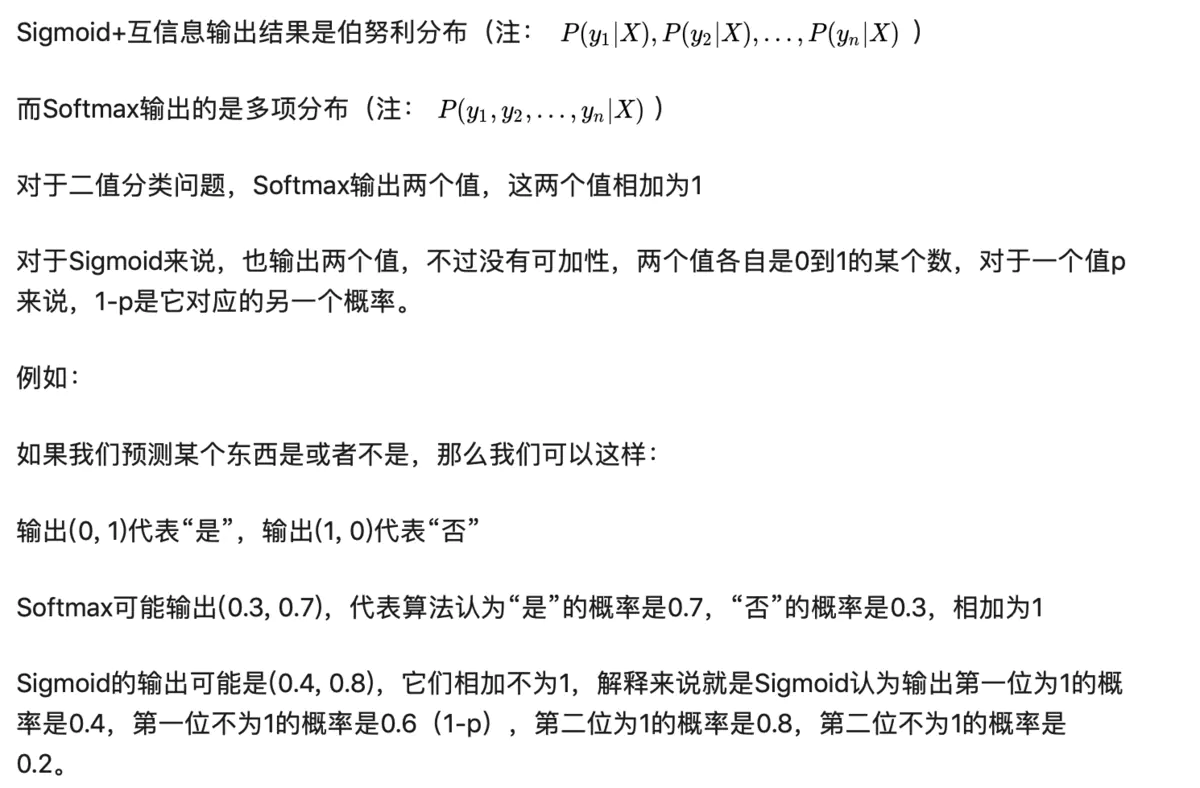 Sigmoid+互信息输出结果是伯努利分布（注： P(y₁|X), P(y₂|X), . . . , P(yₙ|X) ）
而Softmax输出的是多项分布（注： P(y₁, y₂, . . . , yₙ|X) ）
对于二值分类问题，Softmax输出两个值，这两个值相加为1
对于Sigmoid来说，也输出两个值，不过没有可加性，两个值各自是0到1的某个数，对于一个值p
来说，1-p是它对应的另一个概率。
例如：
如果我们预测某个东西是或者不是，那么我们可以这样：
输出(0, 1)代表“是”，输出(1, 0)代表“否”
Softmax可能输出(0.3, 0.7)，代表算法认为“是”的概率是0.7，“否”的概率是0.3，相加为1
Sigmoid的输出可能是(0.4, 0.8)，它们相加不为1，解释来说就是Sigmoid认为输出第一位为1的概
率是0.4，第一位不为1的概率是0.6（1-p），第二位为1的概率是0.8，第二位不为1的概率是
0.2。